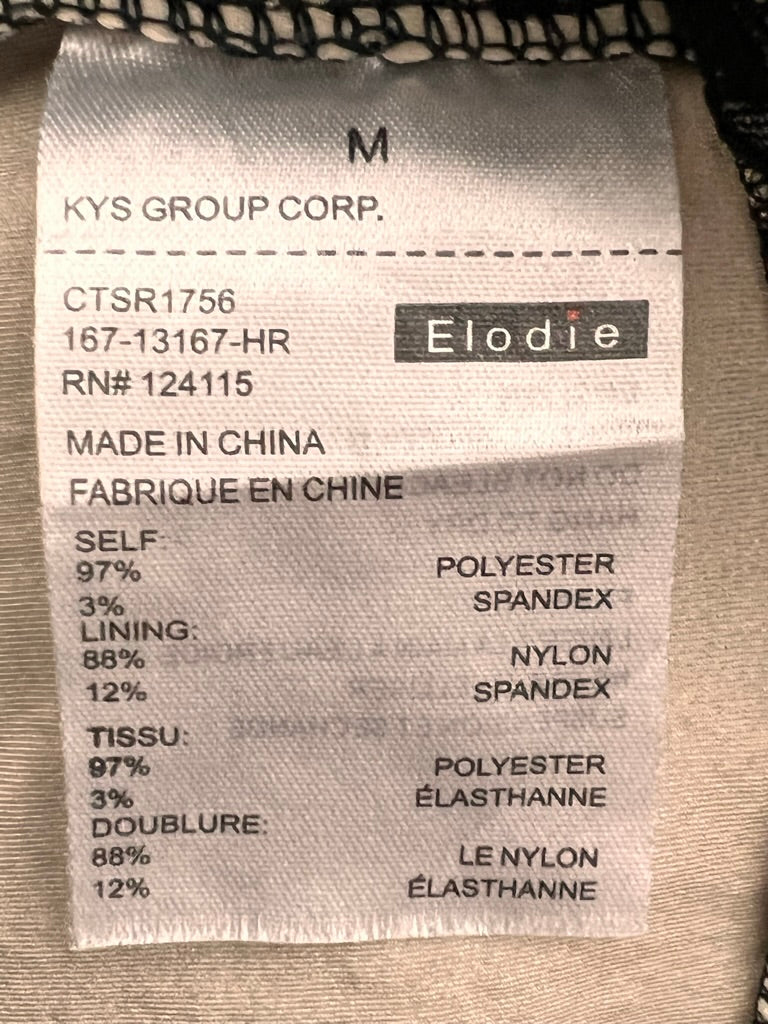 M
KYS GROUP CORP.
CTSR1756
167-13167-HR
Elodie
RN# 124115
MADE IN CHINA
FABRIQUE EN CHINE
SELF:
97% POLYESTER
3% SPANDEX
LINING:
88% NYLON
12% SPANDEX
TISSU:
97% POLYESTER
3% ÉLASTHANNE
DOUBLURE:
88% LE NYLON
12% ÉLASTHANNE